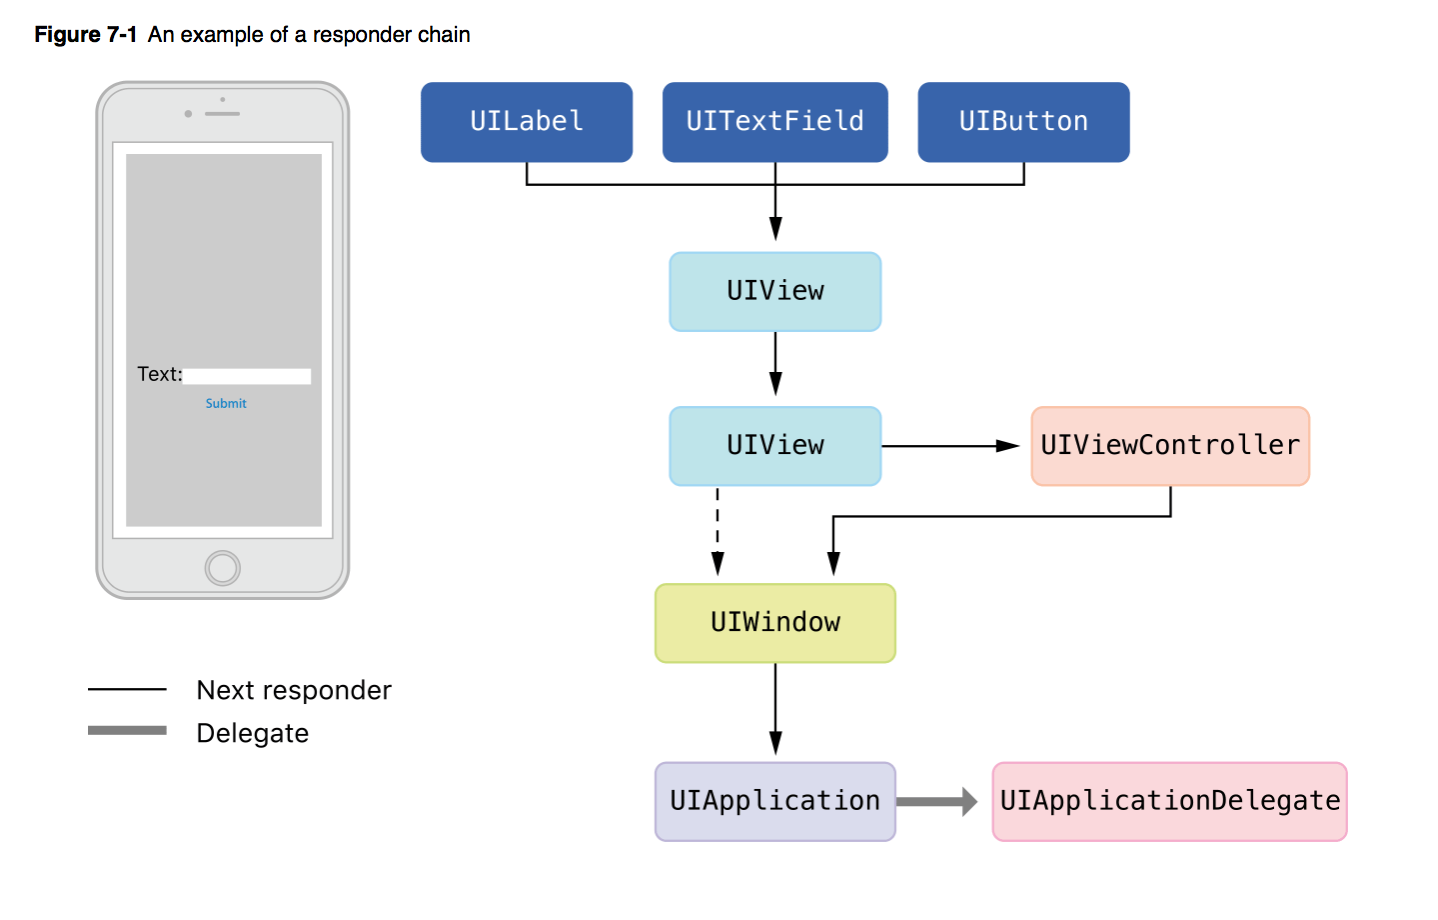 Figure 7-1 An example of a responder chain
UILabel
UITextField
UIButton
UIView
Text:
Submit
UIView
UIViewController
UIWindow
Next responder
Delegate
UIApplication
UIApplicationDelegate